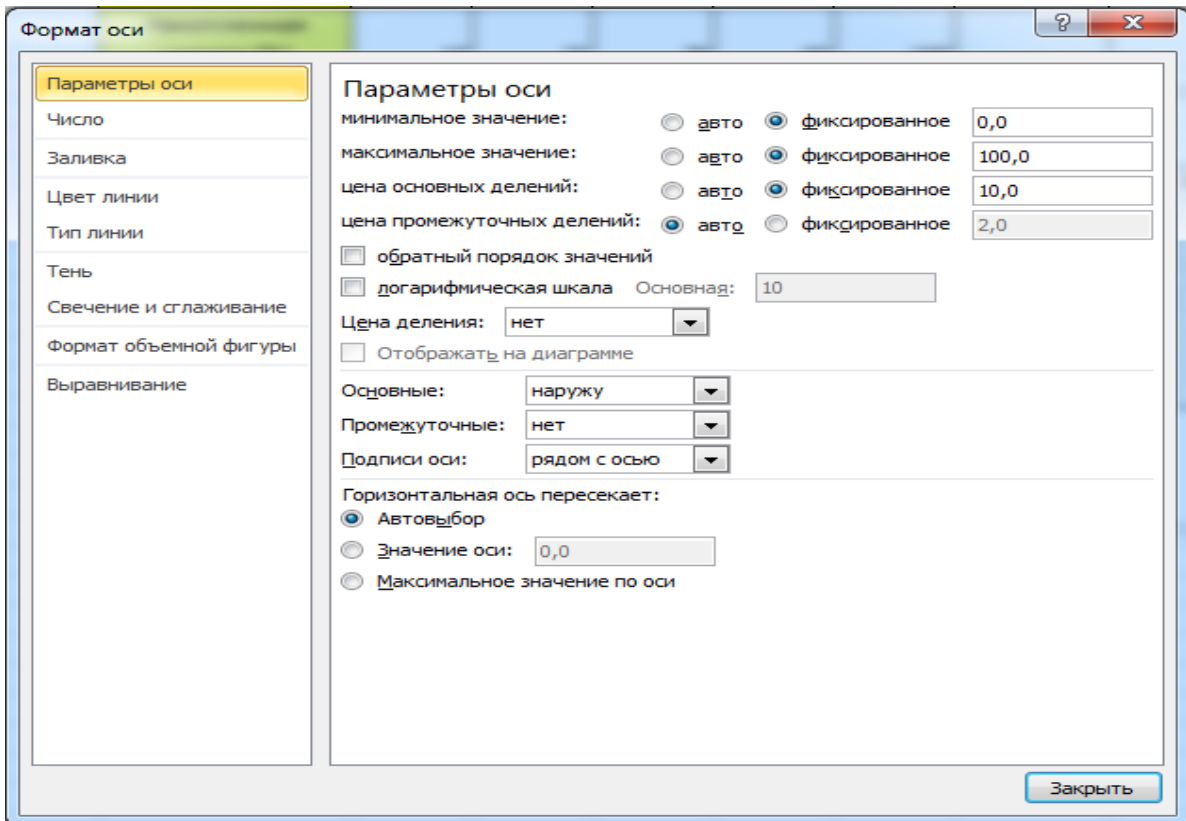 Формат оси
Параметры оси
Число
Заливка
Цвет линии
Тип линии
Тень
Свечение и сглаживание
Формат объемной фигуры
Выравнивание
Параметры оси
минимальное значение: авто фиксированное 0,0
максимальное значение: авто фиксированное 100,0
цена основных делений: авто фиксированное 10,0
цена промежуточных делений: авто фиксированное 2,0
обратный порядок значений
логарифмическая шкала Основная: 10
Цена деления: нет
Отображать на диаграмме
Основные: наружу
Промежуточные: нет
Подписи оси: рядом с осью
Горизонтальная ось пересекает:
Автовыбор
Значение оси: 0,0
Максимальное значение по оси
Закрыть